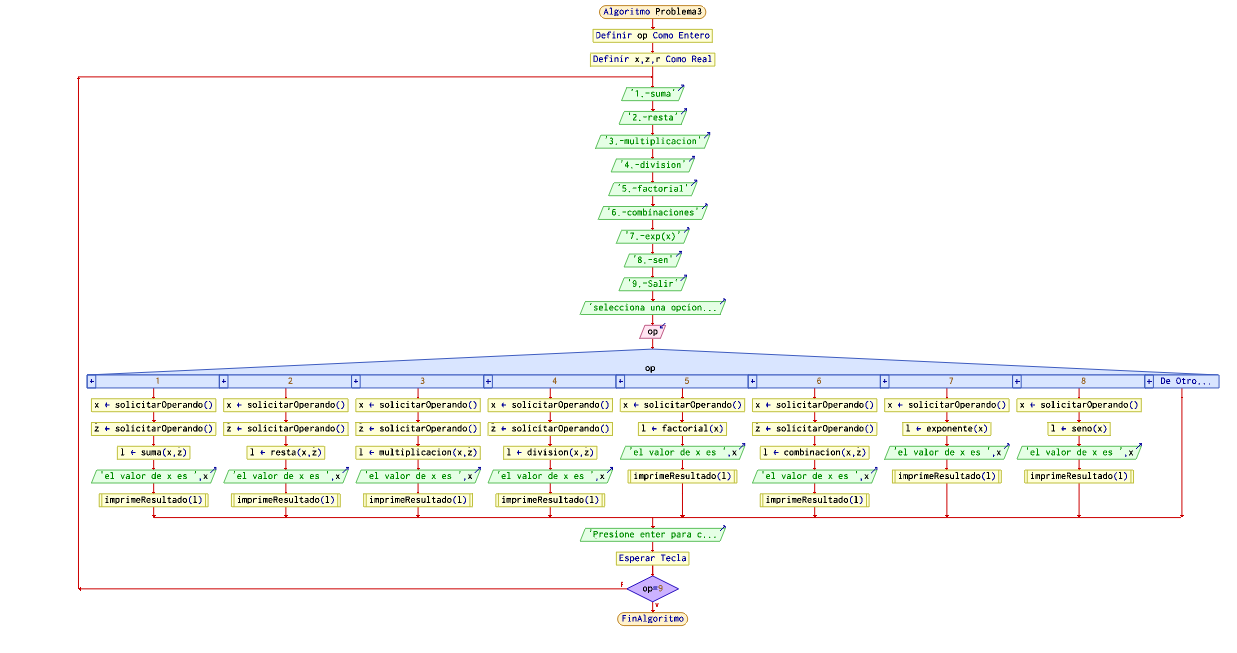 Algoritmo Problema3
Definir op Como Entero
Definir x,z,r Como Real
'1.-suma'
'2.-resta'
'3.-multiplicacion'
'4.-division'
'5.-factorial'
'6.-combinaciones'
'7.-exp(x)'
'8.-sen'
'9.-Salir'
'selecciona una opcion...
op
op
+ 1 + 2 + 3 + 4 + 5 + 6 + 7 + 8 + De Otro...
x ← solicitarOperando() x ← solicitarOperando() x ← solicitarOperando() x ← solicitarOperando() x ← solicitarOperando() x ← solicitarOperando() x ← solicitarOperando() x ← solicitarOperando()
z ← solicitarOperando() z ← solicitarOperando() z ← solicitarOperando() z ← solicitarOperando() l ← factorial(x) z ← solicitarOperando() l ← exponente(x) l ← seno(x)
l ← suma(x,z) l ← resta(x,z) l ← multiplicacion(x,z) l ← division(x,z) 'el valor de x es ',x l ← combinacion(x,z) 'el valor de x es ',x 'el valor de x es ',x
'el valor de x es ',x 'el valor de x es ',x 'el valor de x es ',x 'el valor de x es ',x imprimeResultado(l) 'el valor de x es ',x imprimeResultado(l) imprimeResultado(l)
imprimeResultado(l) imprimeResultado(l) imprimeResultado(l) imprimeResultado(l) imprimeResultado(l)
'Presione enter para c...
Esperar Tecla
F
op=9
V
FinAlgoritmo